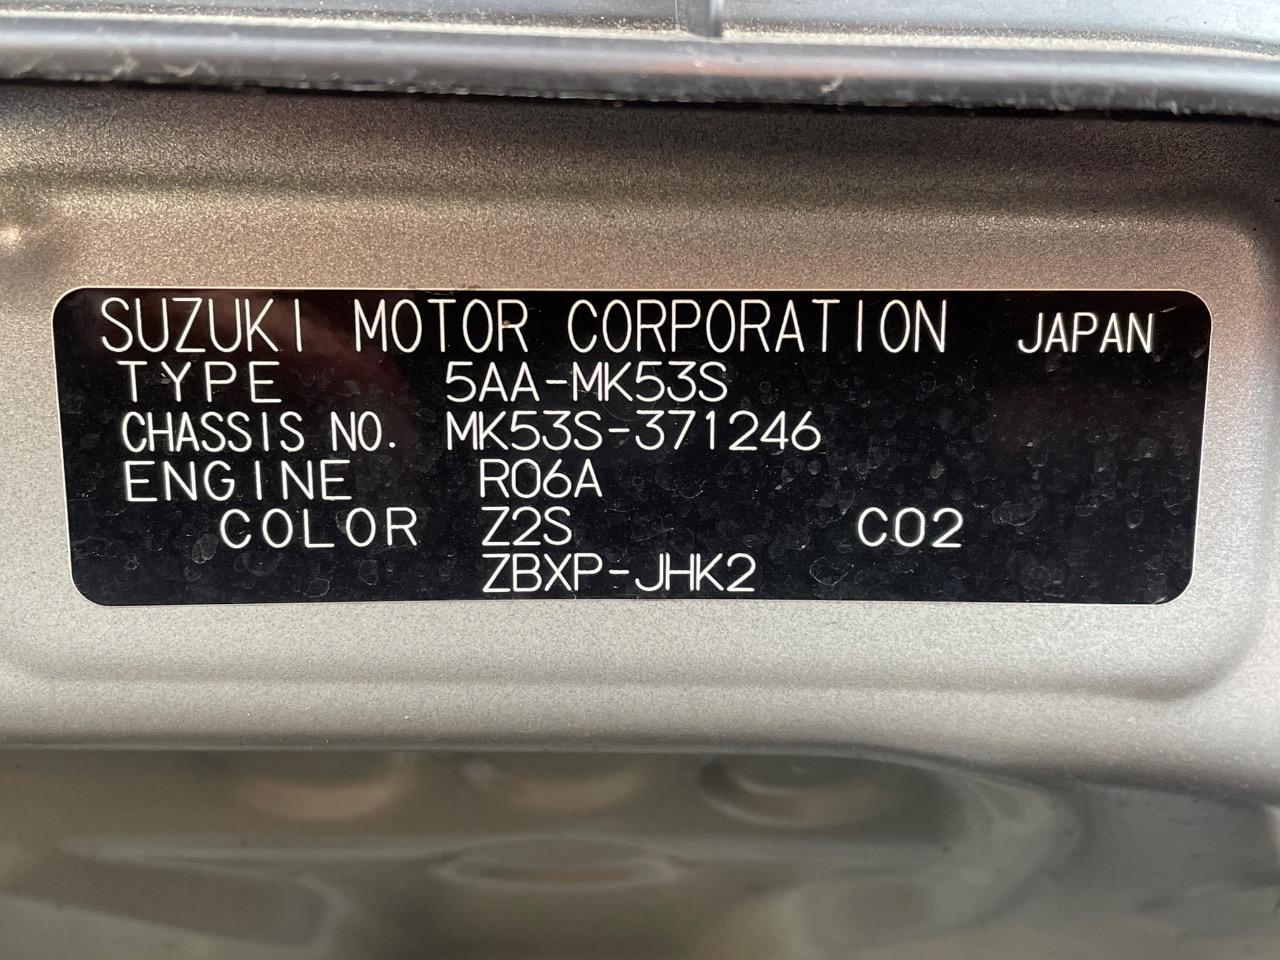 SUZUKI MOTOR CORPORATION JAPAN
TYPE 5AA-MK53S
CHASSIS NO. MK53S-371246
ENGINE R06A
COLOR Z2S C02
ZBXP-JHK2